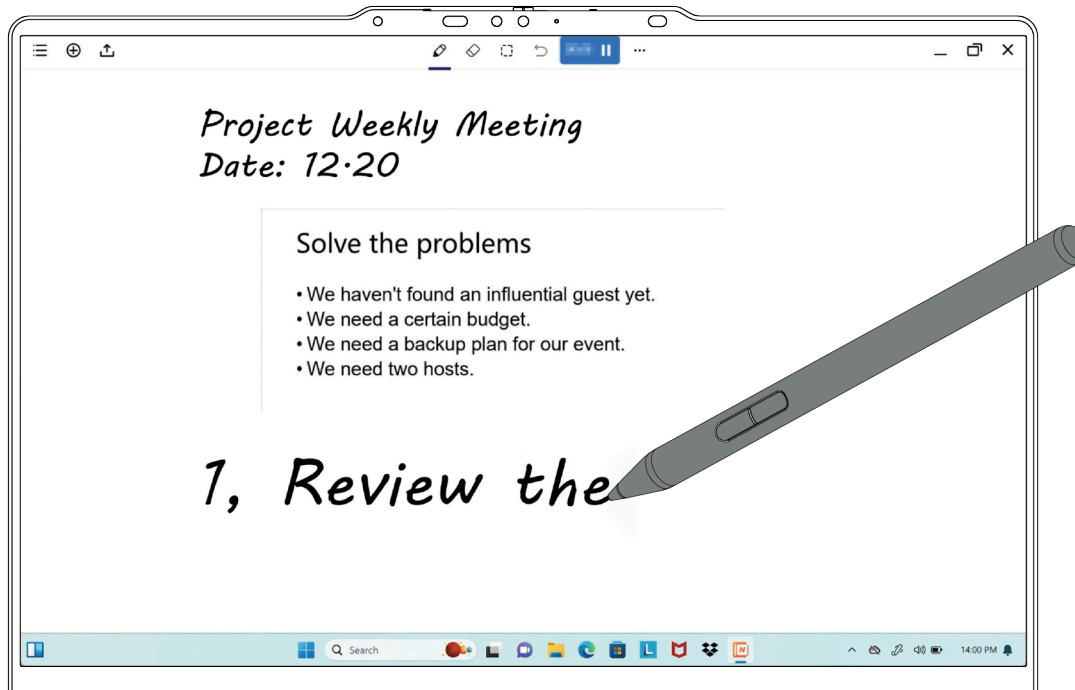 Project Weekly Meeting
Date: 12·20
Solve the problems
• We haven't found an influential guest yet.
• We need a certain budget.
• We need a backup plan for our event.
• We need two hosts.
1, Review the
Search
L
N
14:00 PM